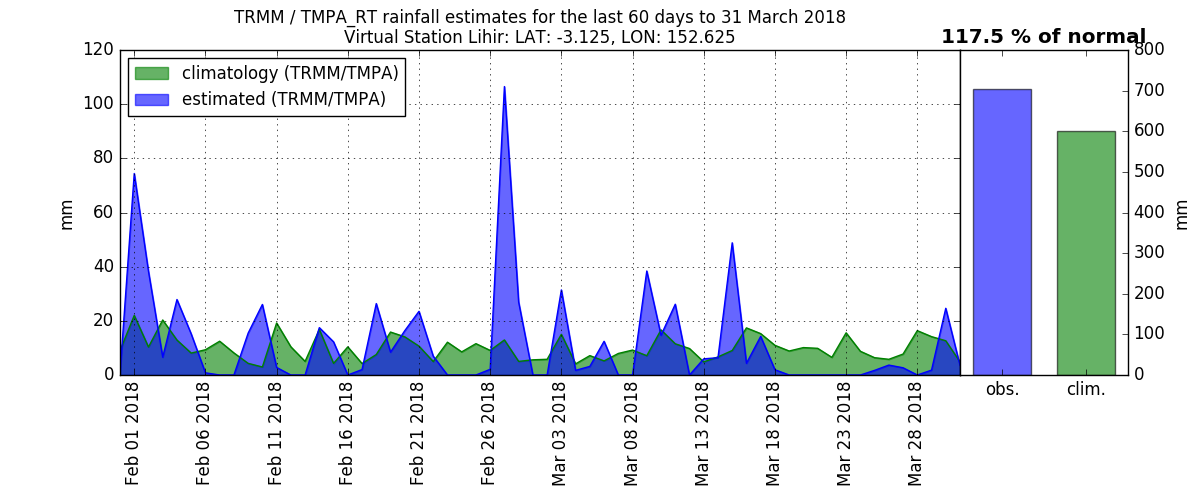 TRMM / TMPA_RT rainfall estimates for the last 60 days to 31 March 2018
Virtual Station Lihir: LAT: -3.125, LON: 152.625
117.5 % of normal
climatology (TRMM/TMPA)
estimated (TRMM/TMPA)
120
100
80
60
40
20
0
mm
Feb 01 2018
Feb 06 2018
Feb 11 2018
Feb 16 2018
Feb 21 2018
Feb 26 2018
Mar 03 2018
Mar 08 2018
Mar 13 2018
Mar 18 2018
Mar 23 2018
Mar 28 2018
800
700
600
500
400
300
200
100
0
mm
obs.
clim.